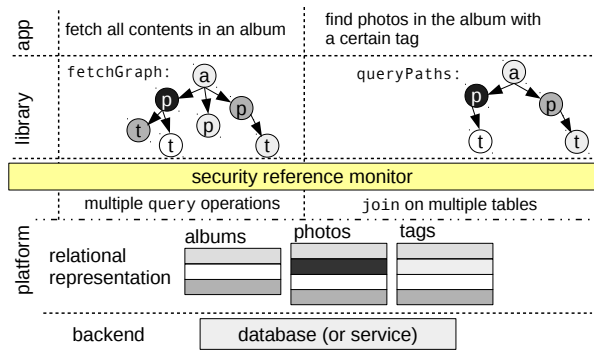 app
fetch all contents in an album
find photos in the album with
a certain tag
library
fetchGraph:
a
p
p
t
p
t
t
queryPaths:
a
p
p
t
t
security reference monitor
multiple query operations
join on multiple tables
platform
relational
representation
albums
photos
tags
backend
database (or service)